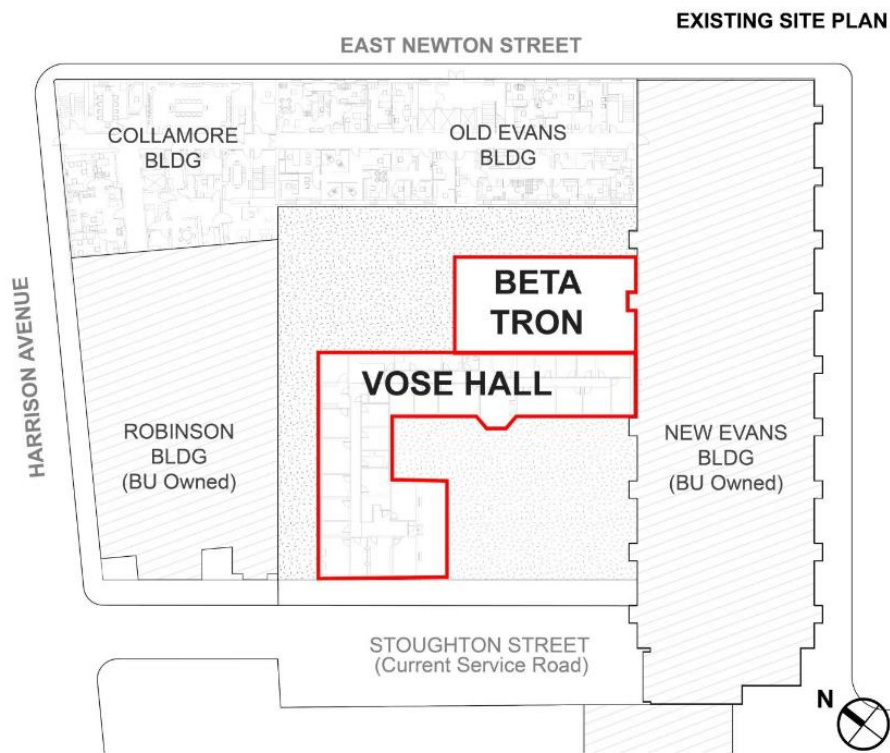 EXISTING SITE PLAN
EAST NEWTON STREET
COLLAMORE
BLDG
OLD EVANS
BLDG
HARRISON AVENUE
BETA
TRON
VOSE HALL
ROBINSON
BLDG
(BU Owned)
NEW EVANS
BLDG
(BU Owned)
STOUGHTON STREET
(Current Service Road)
N